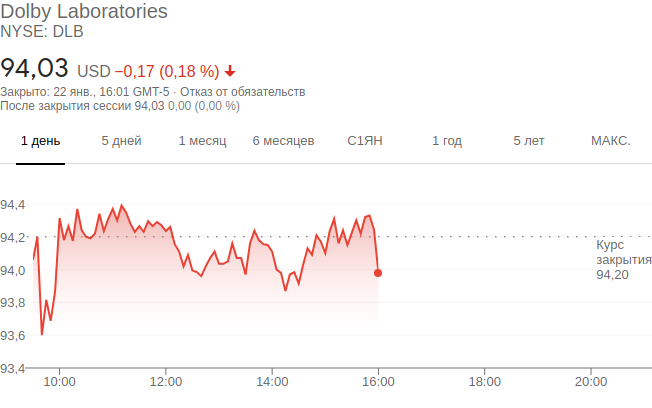 Dolby Laboratories
NYSE: DLB
94,03 USD −0,17 (0,18 %)
Закрыто: 22 янв., 16:01 GMT-5 · Отказ от обязательств
После закрытия сессии 94,03 0,00 (0,00 %)
1 день 5 дней 1 месяц 6 месяцев С1ЯН 1 год 5 лет МАКС.
94,4
94,2
94,0
93,8
93,6
93,4
Курс
закрытия
94,20
10:00 12:00 14:00 16:00 18:00 20:00